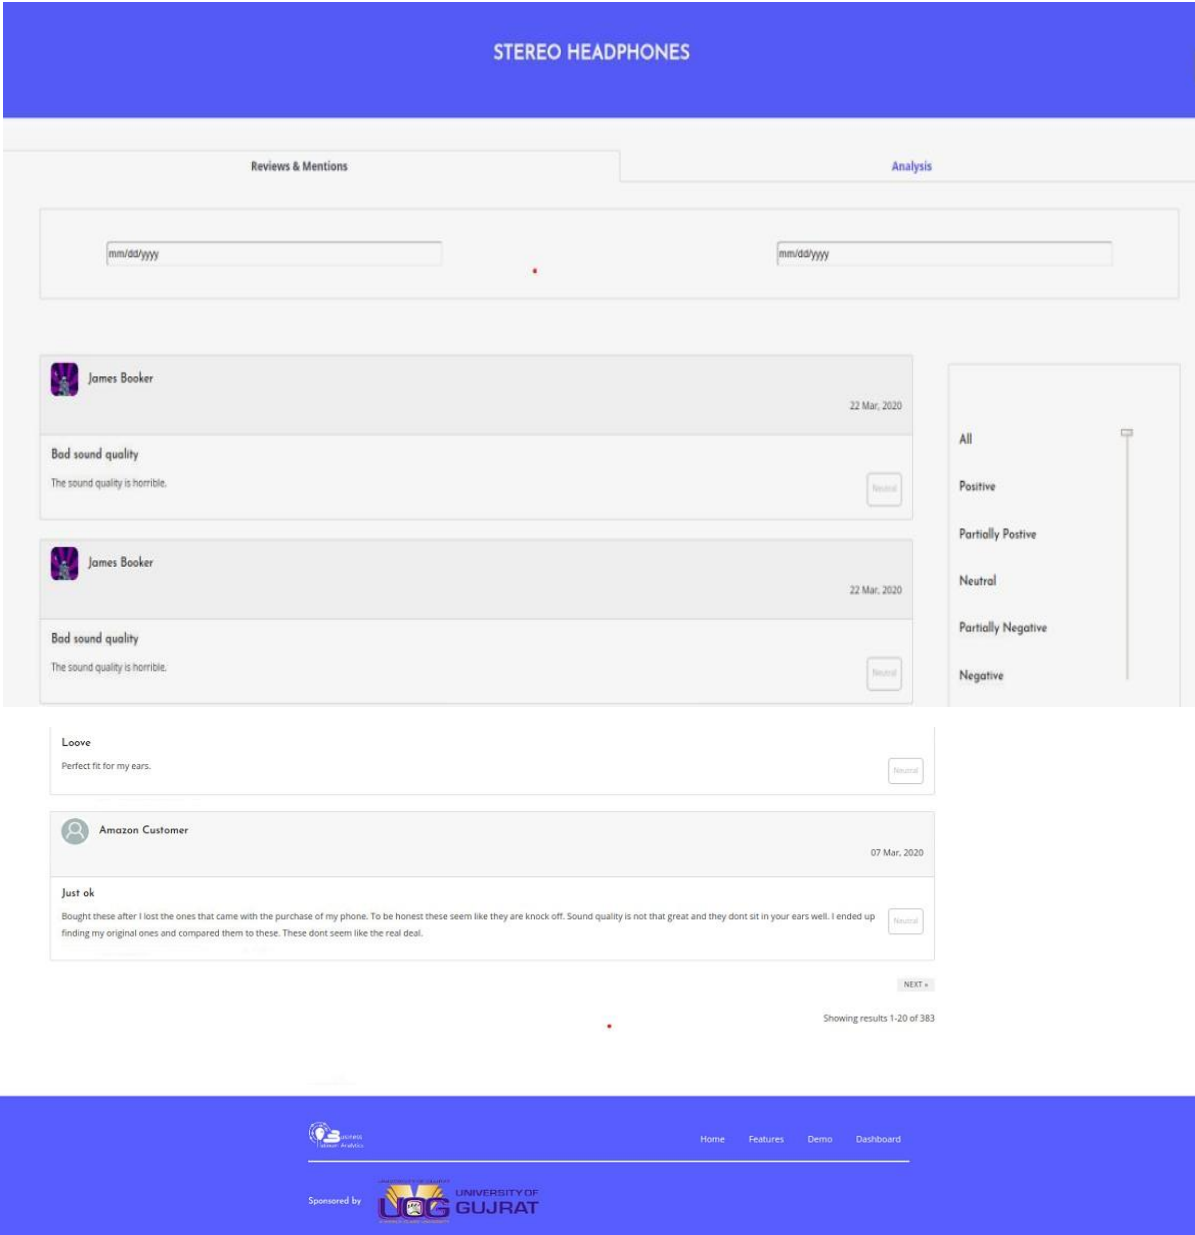 STEREO HEADPHONES
Reviews & Mentions
Analysis
mm/dd/yyyy
mm/dd/yyyy
James Booker
22 Mar, 2020
Bad sound quality
The sound quality is horrible.
Neutral
James Booker
22 Mar, 2020
Bad sound quality
The sound quality is horrible.
Neutral
All
Positive
Partially Postive
Neutral
Partially Negative
Negative
Loove
Perfect fit for my ears.
Neutral
Amazon Customer
07 Mar, 2020
Just ok
Bought these after I lost the ones that came with the purchase of my phone. To be honest these seem like they are knock off. Sound quality is not that great and they dont sit in your ears well. I ended up
finding my original ones and compared them to these. These dont seem like the real deal.
Neutral
NEXT »
Showing results 1-20 of 383
Home
Features
Demo
Dashboard
Sponsored by
UOG
UNIVERSITY OF
GUJRAT